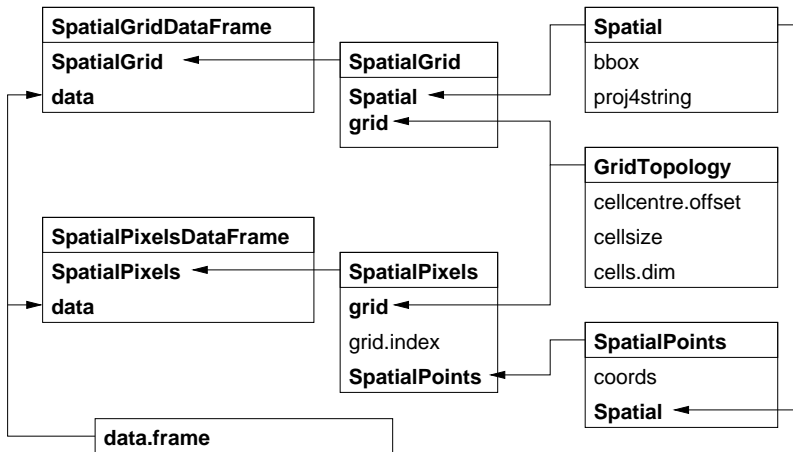 SpatialGridDataFrame
SpatialGrid
data
SpatialGrid
Spatial
grid
Spatial
bbox
proj4string
GridTopology
cellcentre.offset
cellsize
cells.dim
SpatialPixelsDataFrame
SpatialPixels
data
SpatialPixels
grid
grid.index
SpatialPoints
SpatialPoints
coords
Spatial
data.frame